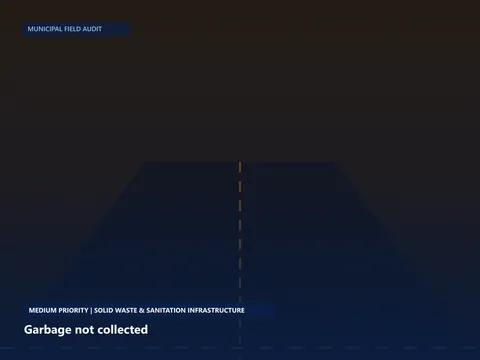 MUNICIPAL FIELD AUDIT
MEDIUM PRIORITY | SOLID WASTE & SANITATION INFRASTRUCTURE
Garbage not collected